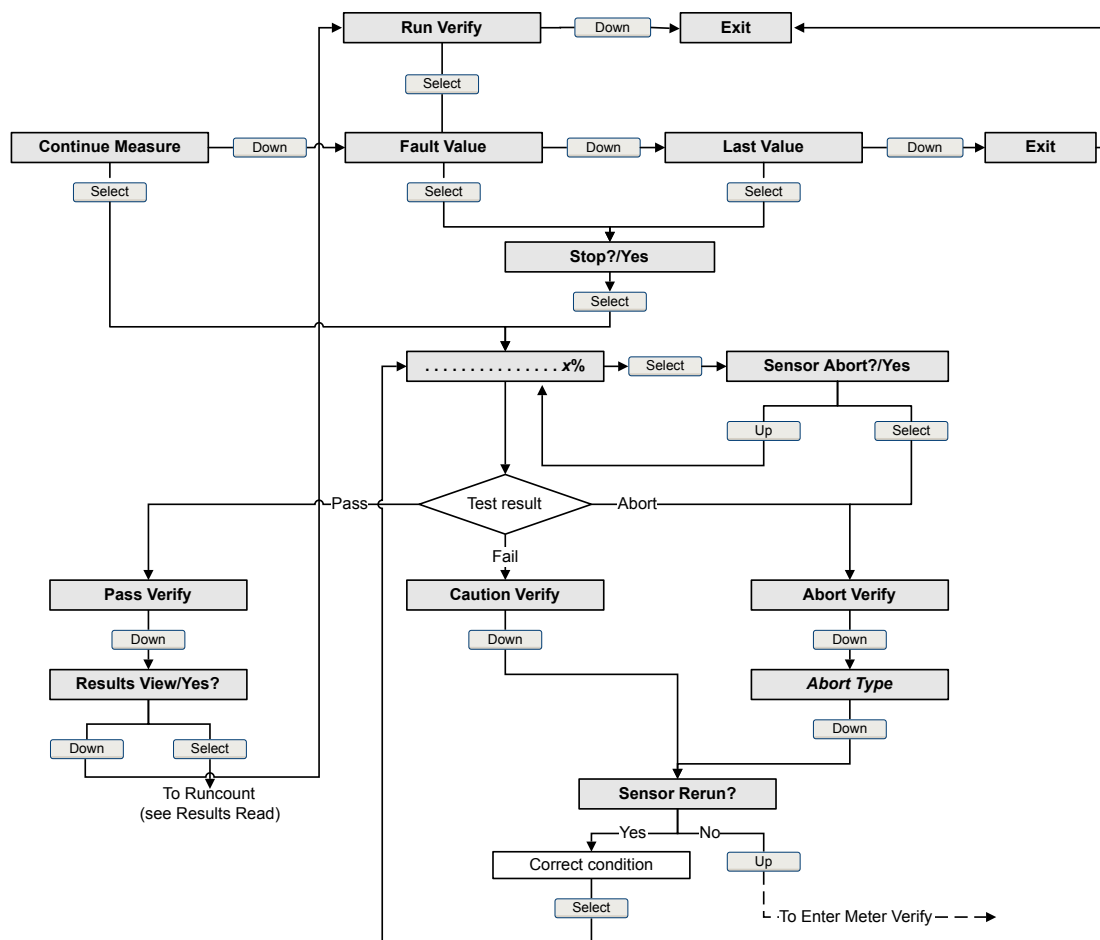 Run Verify
Down
Exit
Select
Continue Measure
Down
Fault Value
Down
Last Value
Down
Exit
Select
Select
Select
Stop?/Yes
Select
. . . . . . . . . . . . . . . x%
Select
Sensor Abort?/Yes
Up
Select
Pass
Test result
Abort
Fail
Pass Verify
Caution Verify
Abort Verify
Down
Down
Down
Results View/Yes?
Abort Type
Down
Select
Down
To Runcount
(see Results Read)
Sensor Rerun?
Yes
No
Correct condition
Up
Select
To Enter Meter Verify